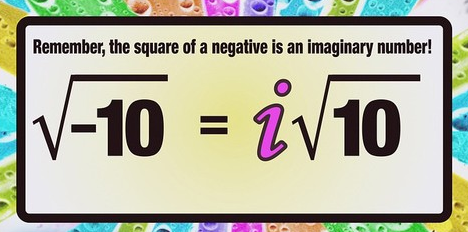 Remember, the square of a negative is an imaginary number!
√-10 = i√10